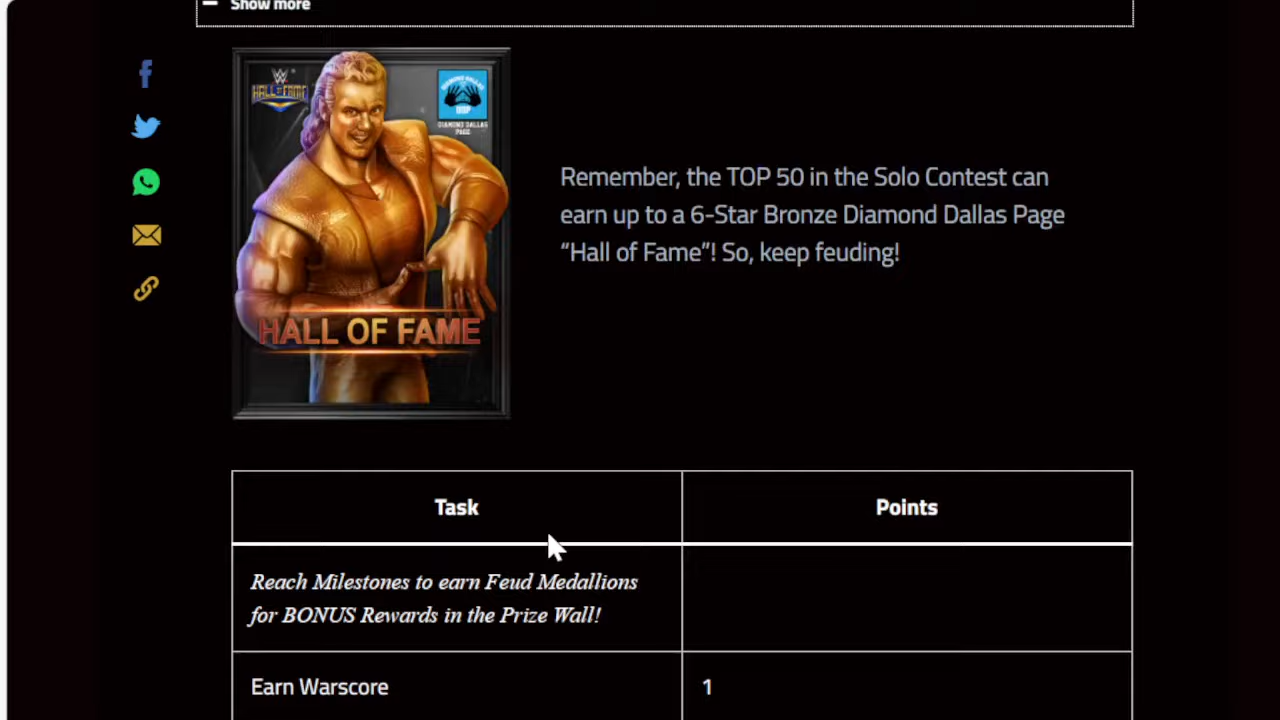 Show more
W
HALL OF FAME
DIAMOND DALLAS
PAGE
HALL OF FAME
Remember, the TOP 50 in the Solo Contest can
earn up to a 6-Star Bronze Diamond Dallas Page
“Hall of Fame”! So, keep feuding!
Task
Points
Reach Milestones to earn Feud Medallions
for BONUS Rewards in the Prize Wall!
Earn Warscore
1